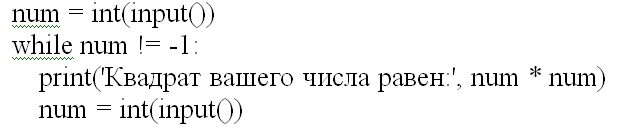 num = int(input())
while num != -1:
    print('Квадрат вашего числа равен:', num * num)
    num = int(input())